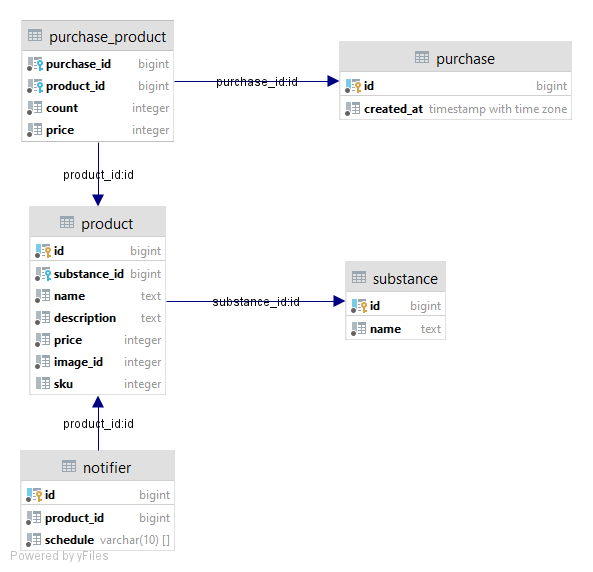 purchase_product
purchase_id bigint
product_id bigint
count integer
price integer
purchase_id:id
purchase
id bigint
created_at timestamp with time zone
product_id:id
product
id bigint
substance_id bigint
name text
description text
price integer
image_id integer
sku integer
substance_id:id
substance
id bigint
name text
product_id:id
notifier
id bigint
product_id bigint
schedule varchar(10) []
Powered by yFiles